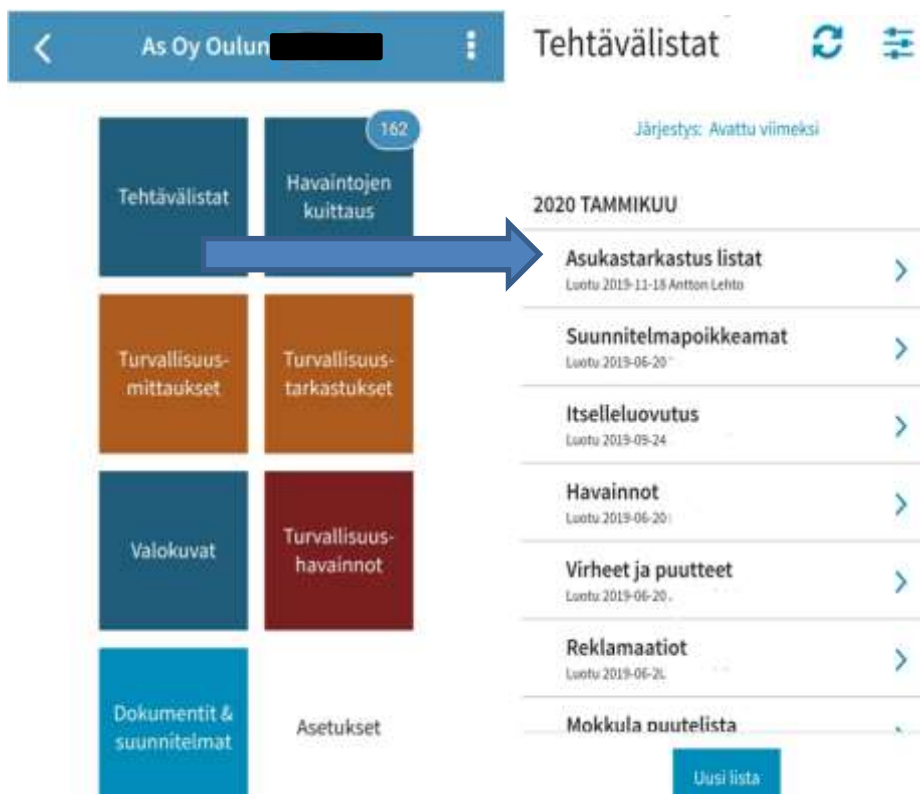 As Oy Oulun
162
Tehtävälistat
Havaintojen
kuittaus
Turvallisuus-
mittaukset
Turvallisuus-
tarkastukset
Valokuvat
Turvallisuus-
havainnot
Dokumentit &
suunnitelmat
Asetukset
Tehtävälistat
Järjestys: Avattu viimeksi
2020 TAMMIKUU
Asukastarkastus listat
Luotu 2019-11-18 Antton Lehto
Suunnitelmapoikkeamat
Luotu 2019-06-20
Itselleluovutus
Luotu 2019-09-24
Havainnot
Luotu 2019-06-20
Virheet ja puutteet
Luotu 2019-06-20
Reklamaatiot
Luotu
Mokkula puutelista
Uusi lista